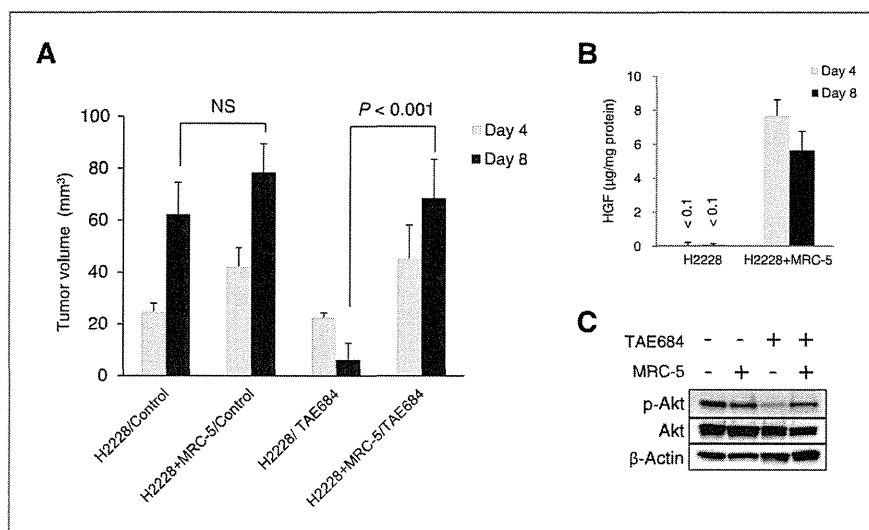 A
Tumor volume (mm³)
100
80
60
40
20
0
NS
P < 0.001
Day 4
Day 8
H2228/Control
H2228+MRC-5/Control
H2228/ TAE684
H2228+MRC-5/TAE684
B
HGF (µg/mg protein)
10
8
6
4
2
0
< 0.1
< 0.1
Day 4
Day 8
H2228
H2228+MRC-5
C
TAE684 - - + +
MRC-5 - + - +
p-Akt
Akt
β-Actin